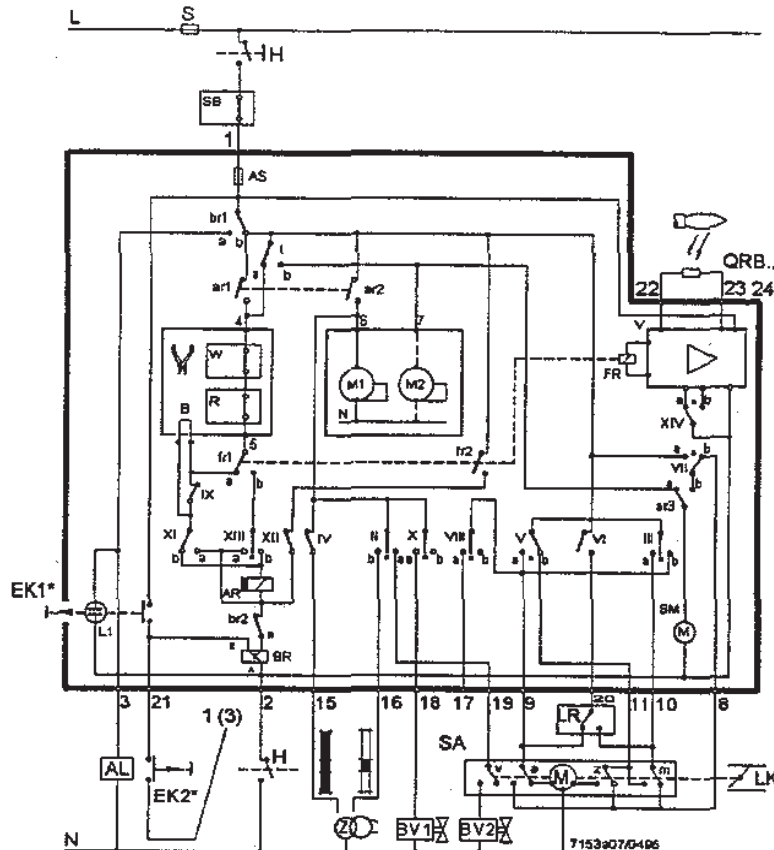 L S
H
SB
1
AS
br1
a b
a b
QRB..
ar1 ar2
22 23 24
4 6 7
V
W
FR
M1 M2
R
N
a b
B
XIV
5
fr1 fr2
a b
a b
VII
b
IX
a
ar3
XI XIII XII IV II X VIII V VI III
b a a b b a a b b a b a b
AR
EK1*
L1
br2
a
SM
M
BR
3 21 2 15 16 18 17 19 9 20 11 10 8
1 (3)
LR
H
SA
AL
v a M z m
LK
EK2*
Z BV1 BV2
N
7153a07/0496